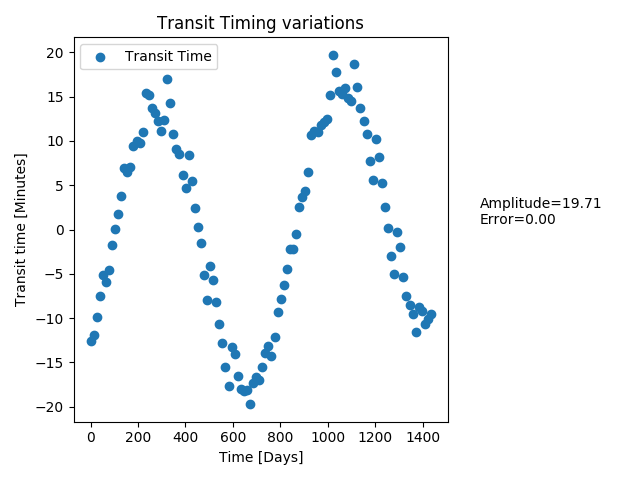 Transit Timing variations
Transit Time
20
15
10
5
0
−5
−10
−15
−20
Transit time [Minutes]
0 200 400 600 800 1000 1200 1400
Time [Days]
Amplitude=19.71
Error=0.00